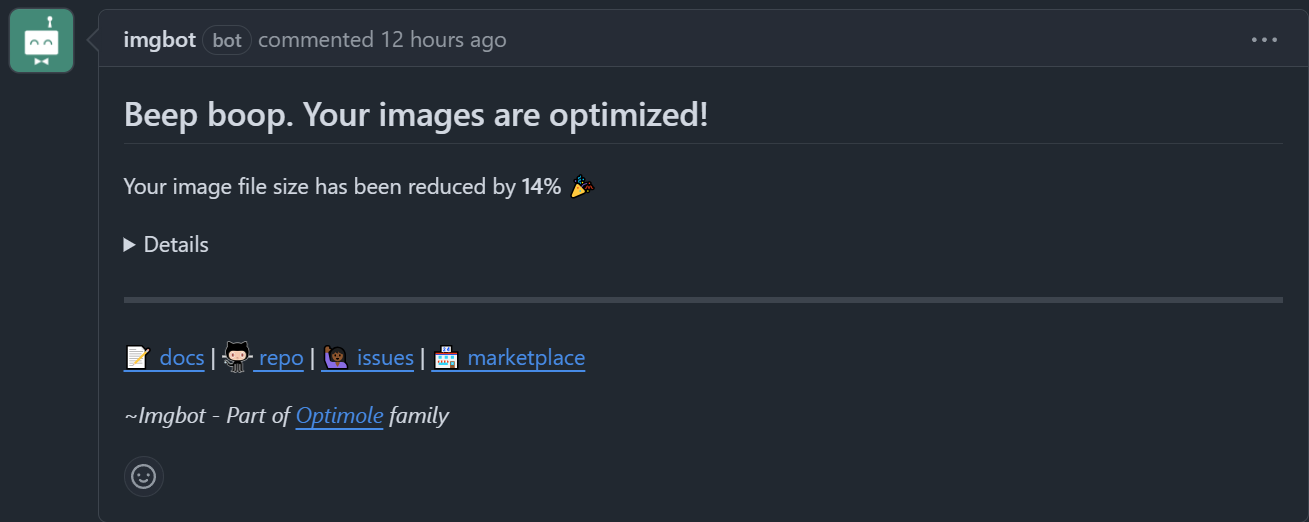 imgbot bot commented 12 hours ago
Beep boop. Your images are optimized!
Your image file size has been reduced by 14% 🎉
▶ Details
📝 docs | repo | 🙋🏾 issues | 🏪 marketplace
~Imgbot - Part of Optimole family